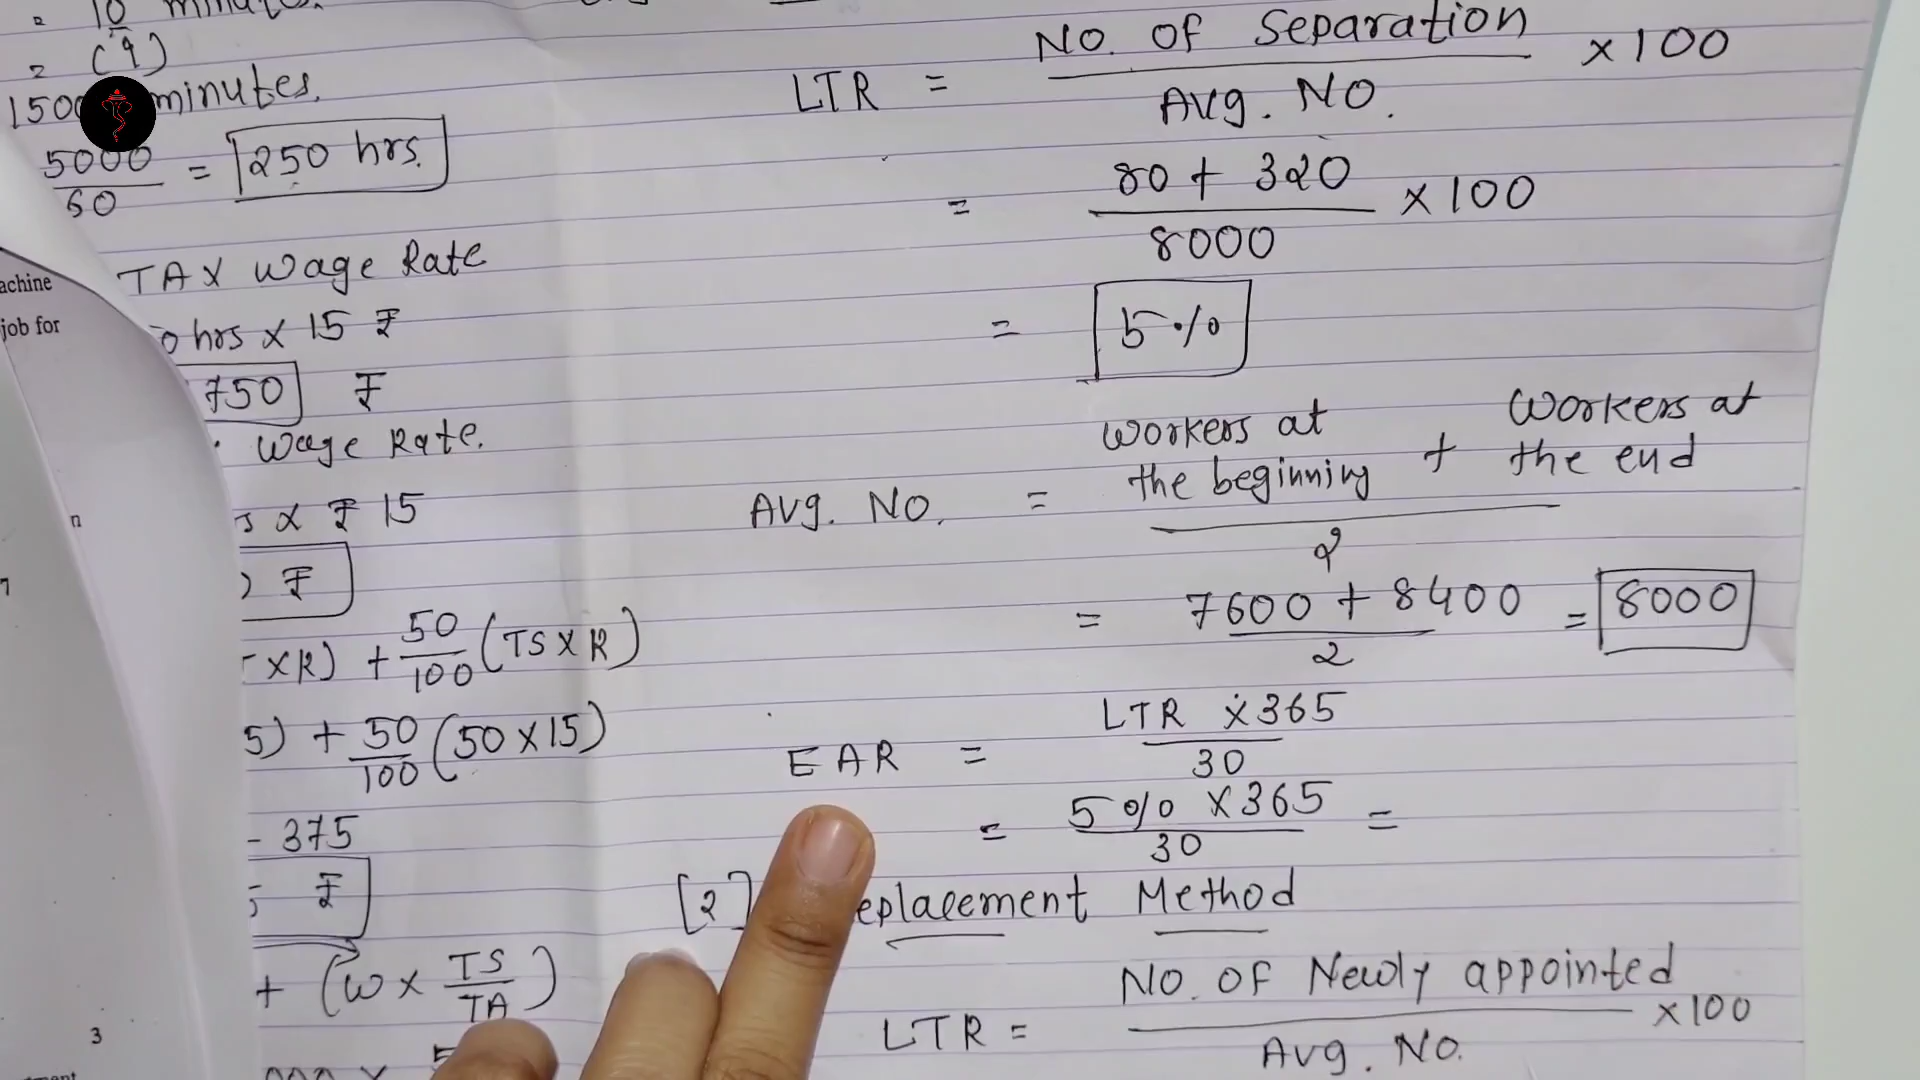 10 minutes.
= (9)
minutes.
5000 = 250 hrs.
60
TA X wage Rate
hrs x 15 ₹
750 ₹
wage Rate.
x ₹ 15
) ₹
x R) + 50/100 (TS X R)
5) + 50/100 (50 x 15)
- 375
₹
+ (w x TS/TA)
achine
job for
n
7
3
LTR = No. of Separation / Avg. No. x 100
= 80 + 320 / 8000 x 100
= 5 %
Avg. No. = workers at the beginning + workers at the end / 2
= 7600 + 8400 / 2 = 8000
EAR = LTR x 365 / 30
= 5 % x 365 / 30 =
[2] eplacement Method
LTR = No. of Newly appointed / Avg. No. x 100